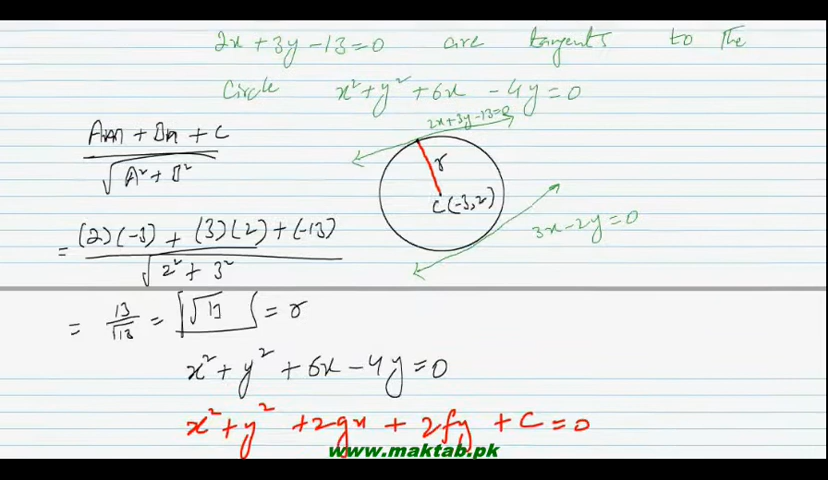 2x + 3y - 13 = 0 are tangents to the
Circle x² + y² + 6x - 4y = 0
2x+3y-13=0
r
C(-3,2)
3x-2y=0
Am + Bn + C
√A² + B²
= (2)(-3) + (3)(2) + (-13)
√2² + 3²
= 13/√13 = √13 = r
x² + y² + 6x - 4y = 0
x² + y² + 2gx + 2fy + C = 0
www.maktab.pk